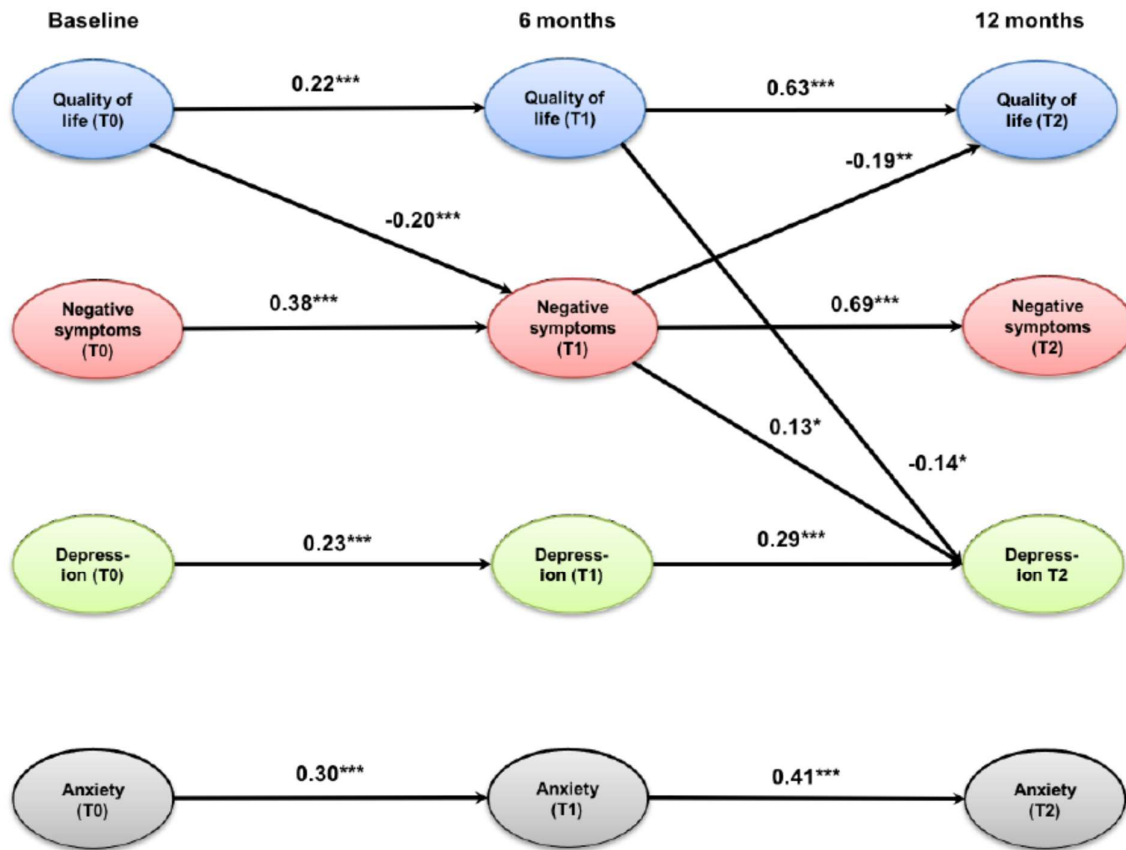 Baseline 6 months 12 months
0.22*** 0.63***
Quality of
life (T0)
Quality of
life (T1)
Quality of
life (T2)
-0.19**
-0.20***
Negative
symptoms
(T0)
0.38***
Negative
symptoms
(T1)
0.69***
Negative
symptoms
(T2)
0.13*
-0.14*
Depress-
ion (T0)
0.23***
Depress-
ion (T1)
0.29***
Depress-
ion T2
Anxiety
(T0)
0.30***
Anxiety
(T1)
0.41***
Anxiety
(T2)